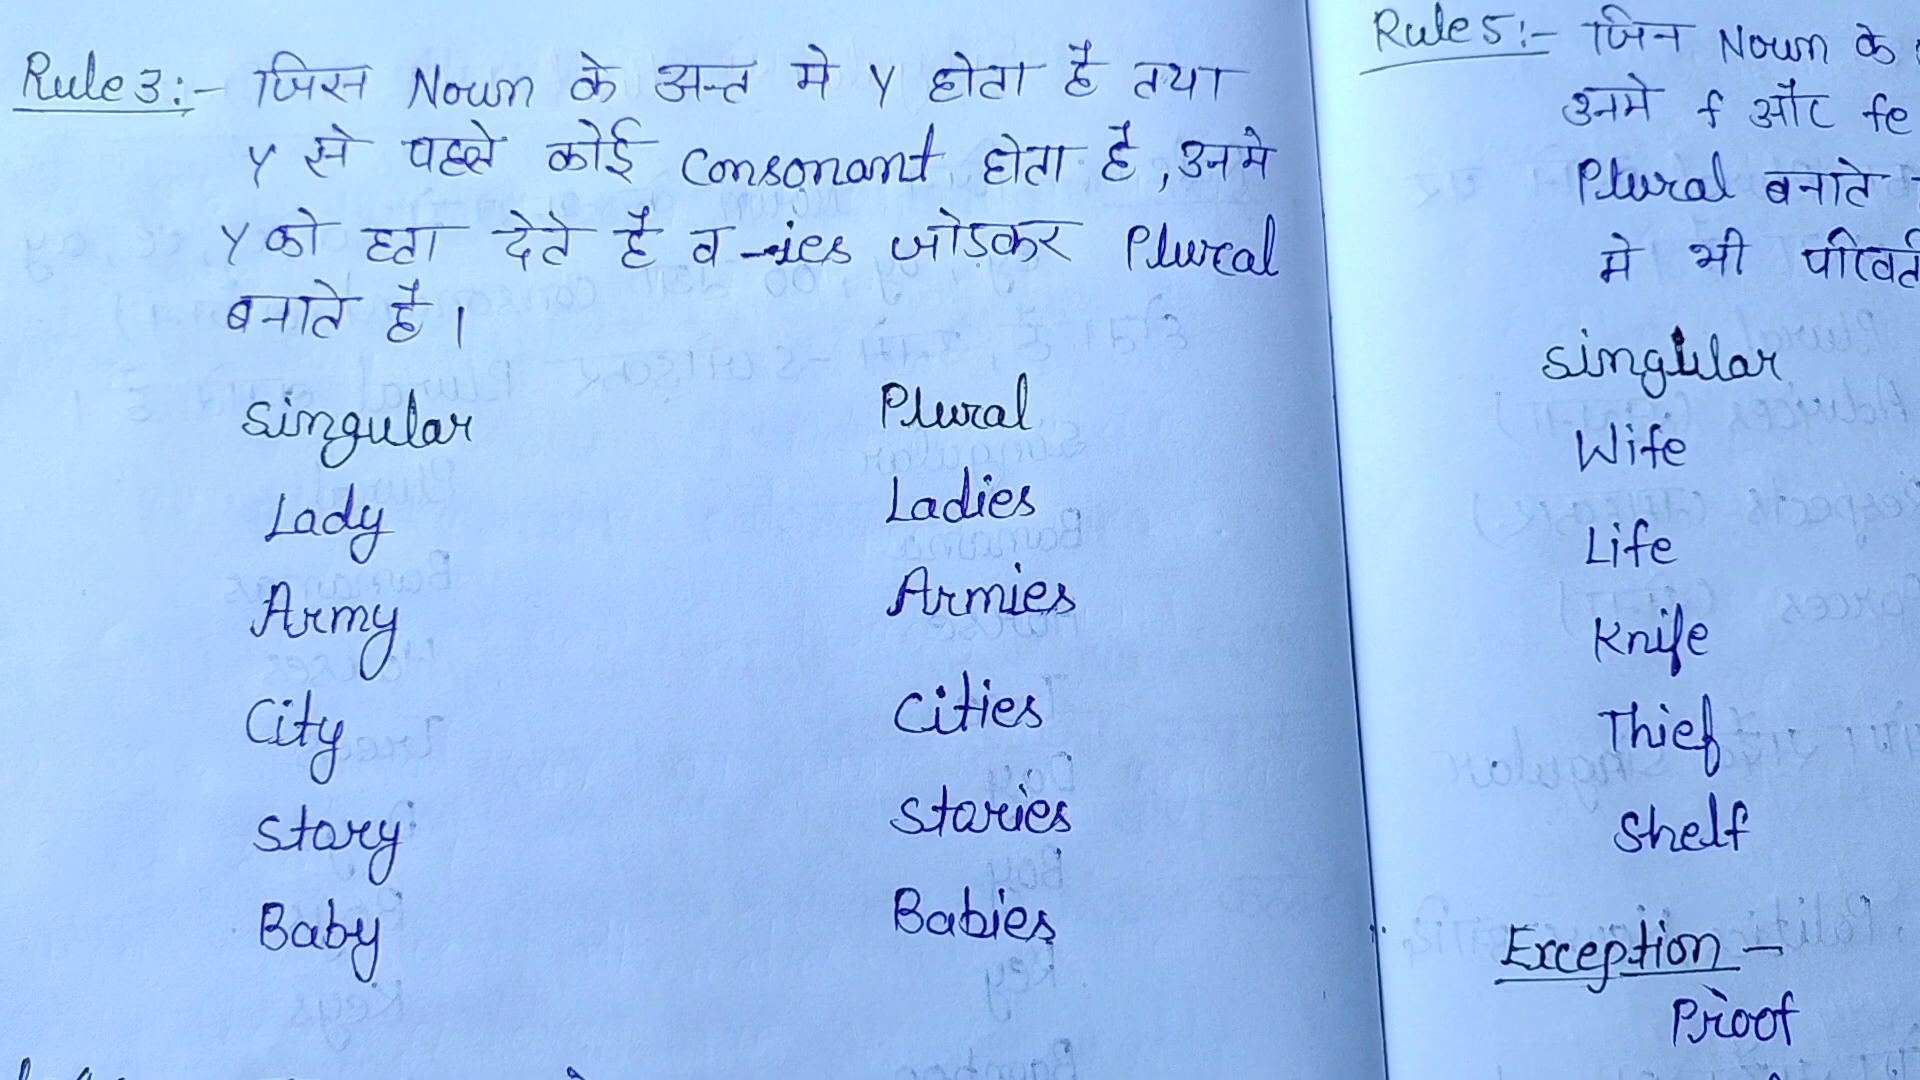 Rule 3:- जिस Noun के अन्त मे y होता है तथा
y से पहले कोई Consonant होता है, उनमे
y को हटा देते है व -ies जोड़कर Plural
बनाते है।
Singular Plural
Lady Ladies
Army Armies
City Cities
Story Stories
Baby Babies
Rule 5:- जिन Noun के
उनमे f और fe
Plural बनाते
मे भी
Singular
Wife
Life
Knife
Thief
Shelf
Exception -
Proof